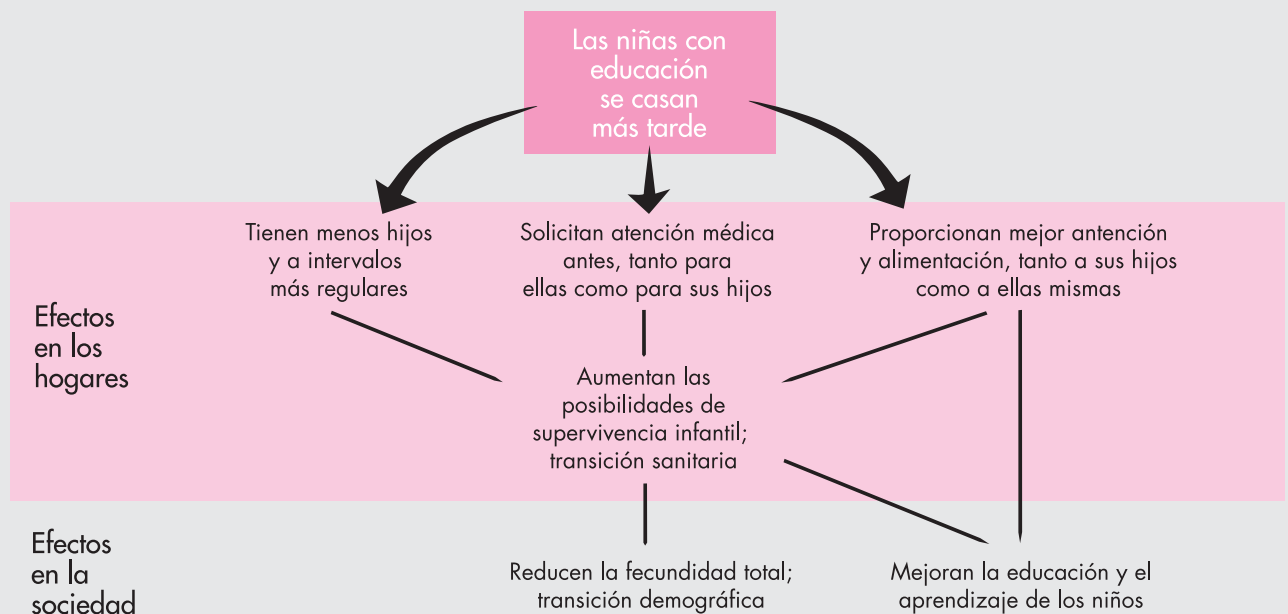 Las niñas con
educación
se casan
más tarde
Tienen menos hijos
y a intervalos
más regulares
Solicitan atención médica
antes, tanto para
ellas como para sus hijos
Proporcionan mejor antención
y alimentación, tanto a sus hijos
como a ellas mismas
Efectos
en los
hogares
Aumentan las
posibilidades de
supervivencia infantil;
transición sanitaria
Efectos
en la
sociedad
Reducen la fecundidad total;
transición demográfica
Mejoran la educación y el
aprendizaje de los niños